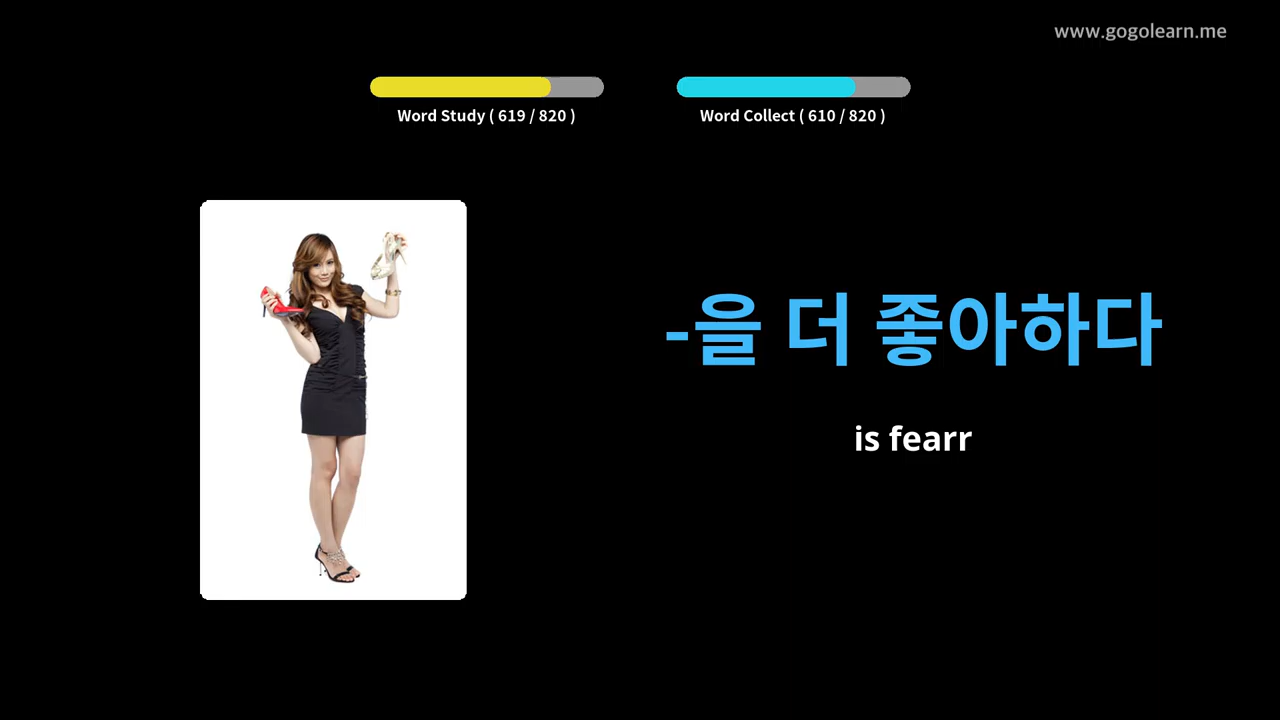 www.gogolearn.me
Word Study ( 619 / 820 )
Word Collect ( 610 / 820 )
-을 더 좋아하다
is fearr